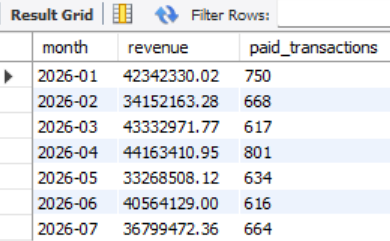 Result Grid Filter Rows:
month revenue paid_transactions
2026-01 42342330.02 750
2026-02 34152163.28 668
2026-03 43332971.77 617
2026-04 44163410.95 801
2026-05 33268508.12 634
2026-06 40564129.00 616
2026-07 36799472.36 664